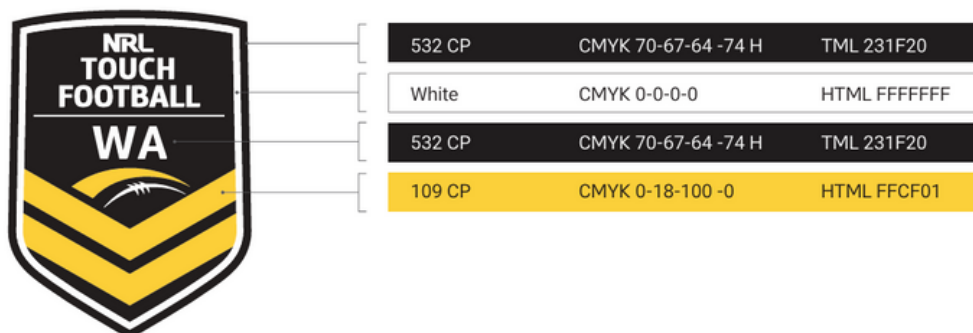 NRL
TOUCH
FOOTBALL
WA
532 CP CMYK 70-67-64 -74 H TML 231F20
White CMYK 0-0-0-0 HTML FFFFFFF
532 CP CMYK 70-67-64 -74 H TML 231F20
109 CP CMYK 0-18-100 -0 HTML FFCF01